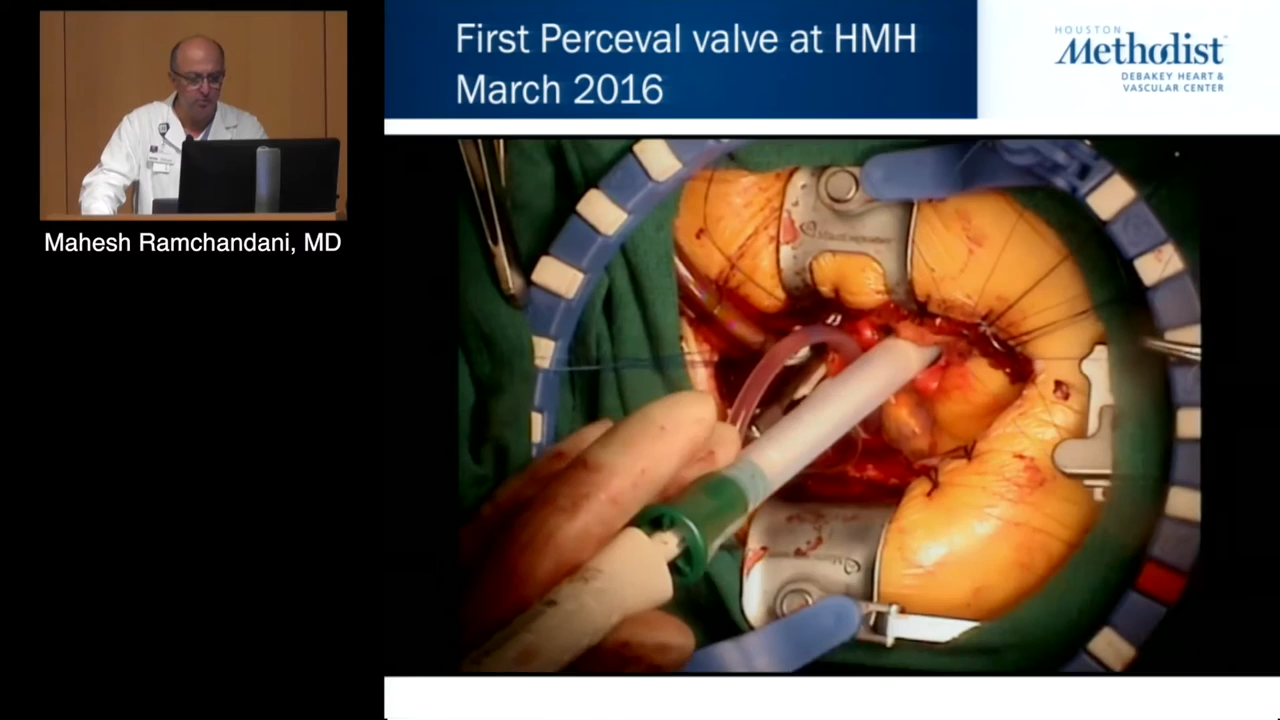 First Perceval valve at HMH
March 2016
HOUSTON
Methodist
DEBAKEY HEART &
VASCULAR CENTER
Mahesh Ramchandani, MD